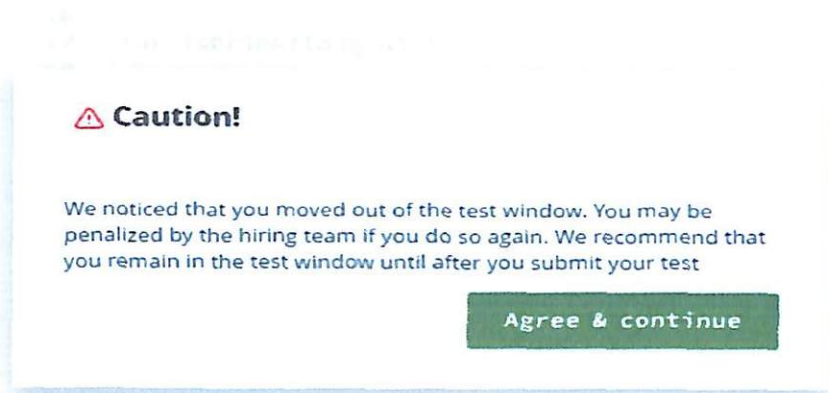 Caution!
We noticed that you moved out of the test window. You may be
penalized by the hiring team if you do so again. We recommend that
you remain in the test window until after you submit your test
Agree & continue